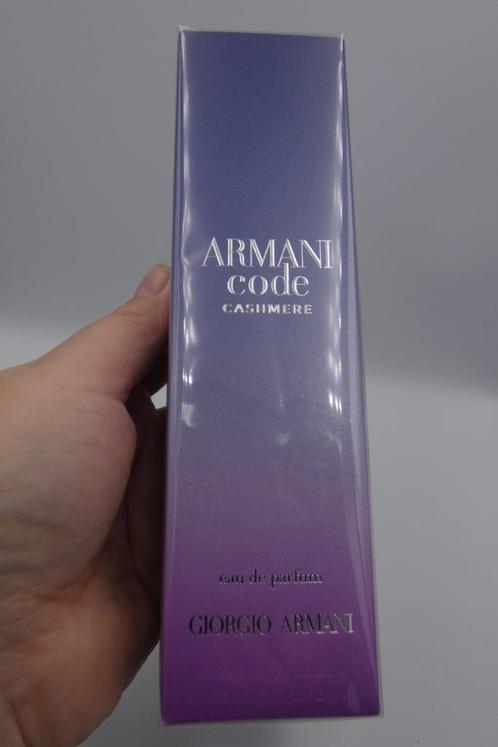 ARMANI
code
CASHMERE
eau de parfum
GIORGIO ARMANI